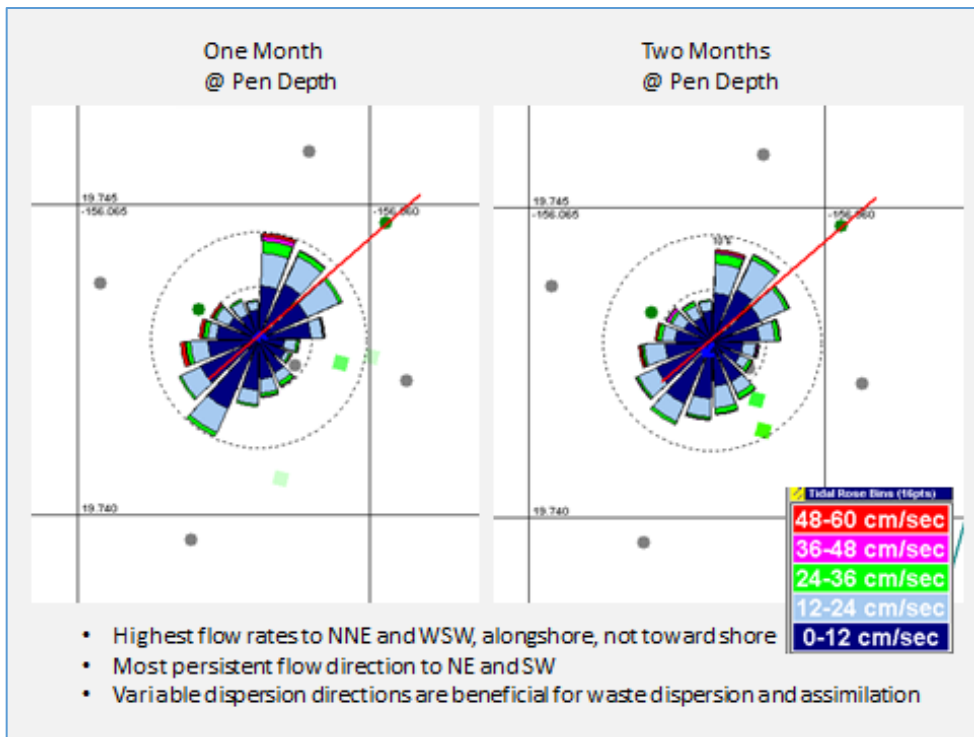 One Month
@ Pen Depth
Two Months
@ Pen Depth
19.745
-156.065
-156.060
19.740
19.745
-156.065
-156.060
10%
19.740
Tidal Rose Bins (16pts)
48-60 cm/sec
36-48 cm/sec
24-36 cm/sec
12-24 cm/sec
0-12 cm/sec
• Highest flow rates to NNE and WSW, alongshore, not toward shore
• Most persistent flow direction to NE and SW
• Variable dispersion directions are beneficial for waste dispersion and assimilation